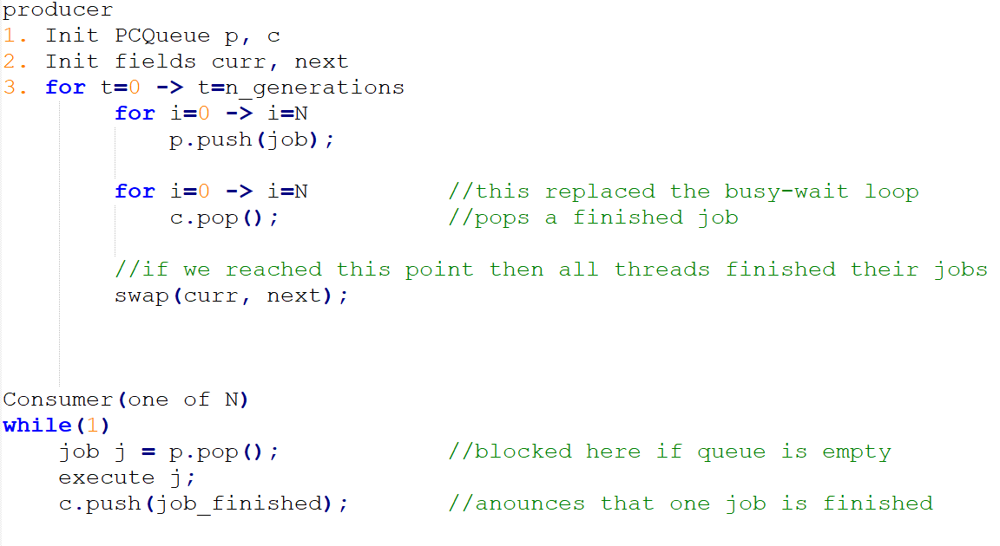 producer
1. Init PCQueue p, c
2. Init fields curr, next
3. for t=0 -> t=n_generations
for i=0 -> i=N
p.push(job);
for i=0 -> i=N //this replaced the busy-wait loop
c.pop(); //pops a finished job
//if we reached this point then all threads finished their jobs
swap(curr, next);
Consumer(one of N)
while(1)
job j = p.pop(); //blocked here if queue is empty
execute j;
c.push(job_finished); //anounces that one job is finished